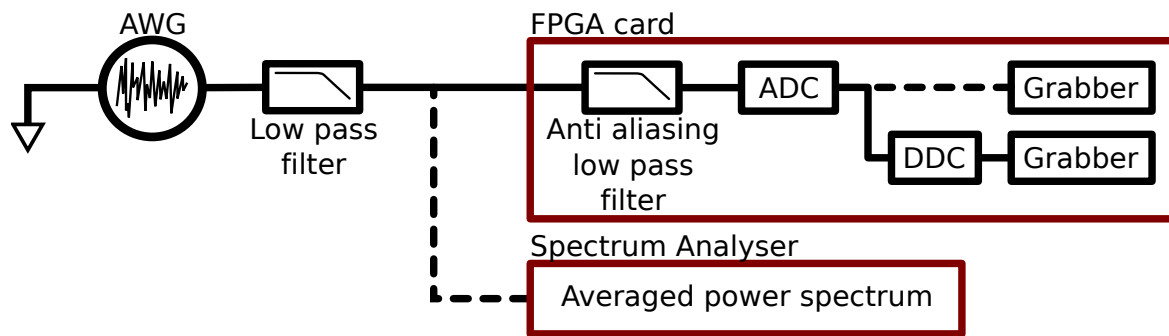 AWG
FPGA card
Low pass
filter
Anti aliasing
low pass
filter
ADC
Grabber
DDC
Grabber
Spectrum Analyser
Averaged power spectrum